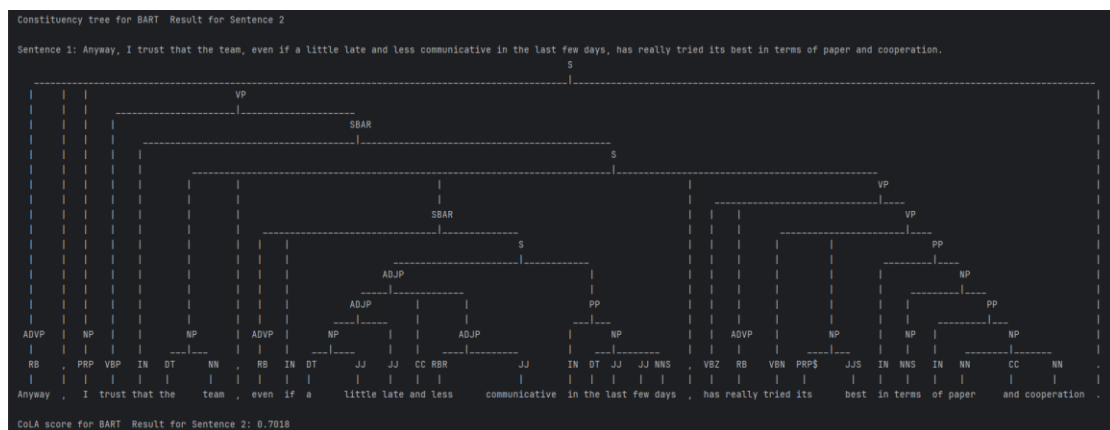 Constituency tree for BART  Result for Sentence 2
Sentence 1: Anyway, I trust that the team, even if a little late and less communicative in the last few days, has really tried its best in terms of paper and cooperation.
S
VP
SBAR
S
VP
SBAR VP
S PP
ADJP NP
ADJP PP PP
ADVP NP NP ADVP NP ADJP NP ADVP NP NP NP
RB , PRP VBP IN DT NN , RB IN DT JJ JJ CC RBR JJ IN DT JJ JJ NNS , VBZ RB VBN PRP$ JJS IN NNS IN NN CC NN .
Anyway , I trust that the team , even if a little late and less communicative in the last few days , has really tried its best in terms of paper and cooperation .
CoLA score for BART  Result for Sentence 2: 0.7018